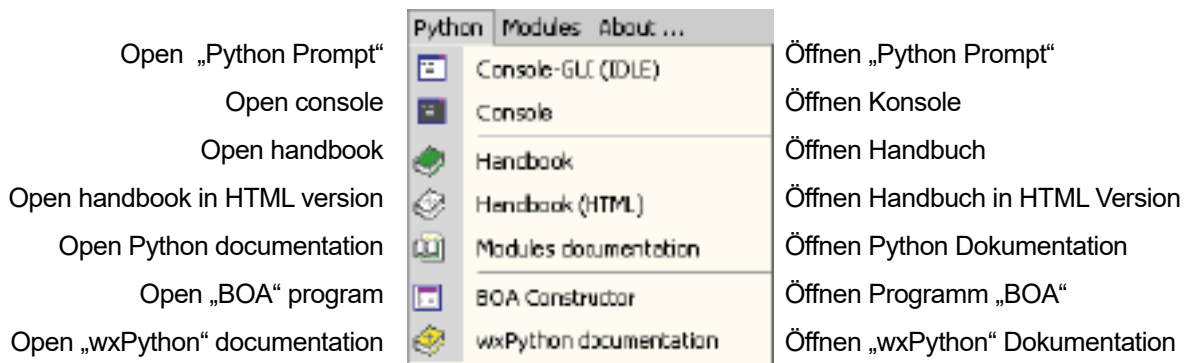 Python Modules About ...
Open „Python Prompt“ Console-GUI (IDLE) Öffnen „Python Prompt“
Open console Console Öffnen Konsole
Open handbook Handbook Öffnen Handbuch
Open handbook in HTML version Handbook (HTML) Öffnen Handbuch in HTML Version
Open Python documentation Modules documentation Öffnen Python Dokumentation
Open „BOA“ program BOA Constructor Öffnen Programm „BOA“
Open „wxPython“ documentation wxPython documentation Öffnen „wxPython“ Dokumentation